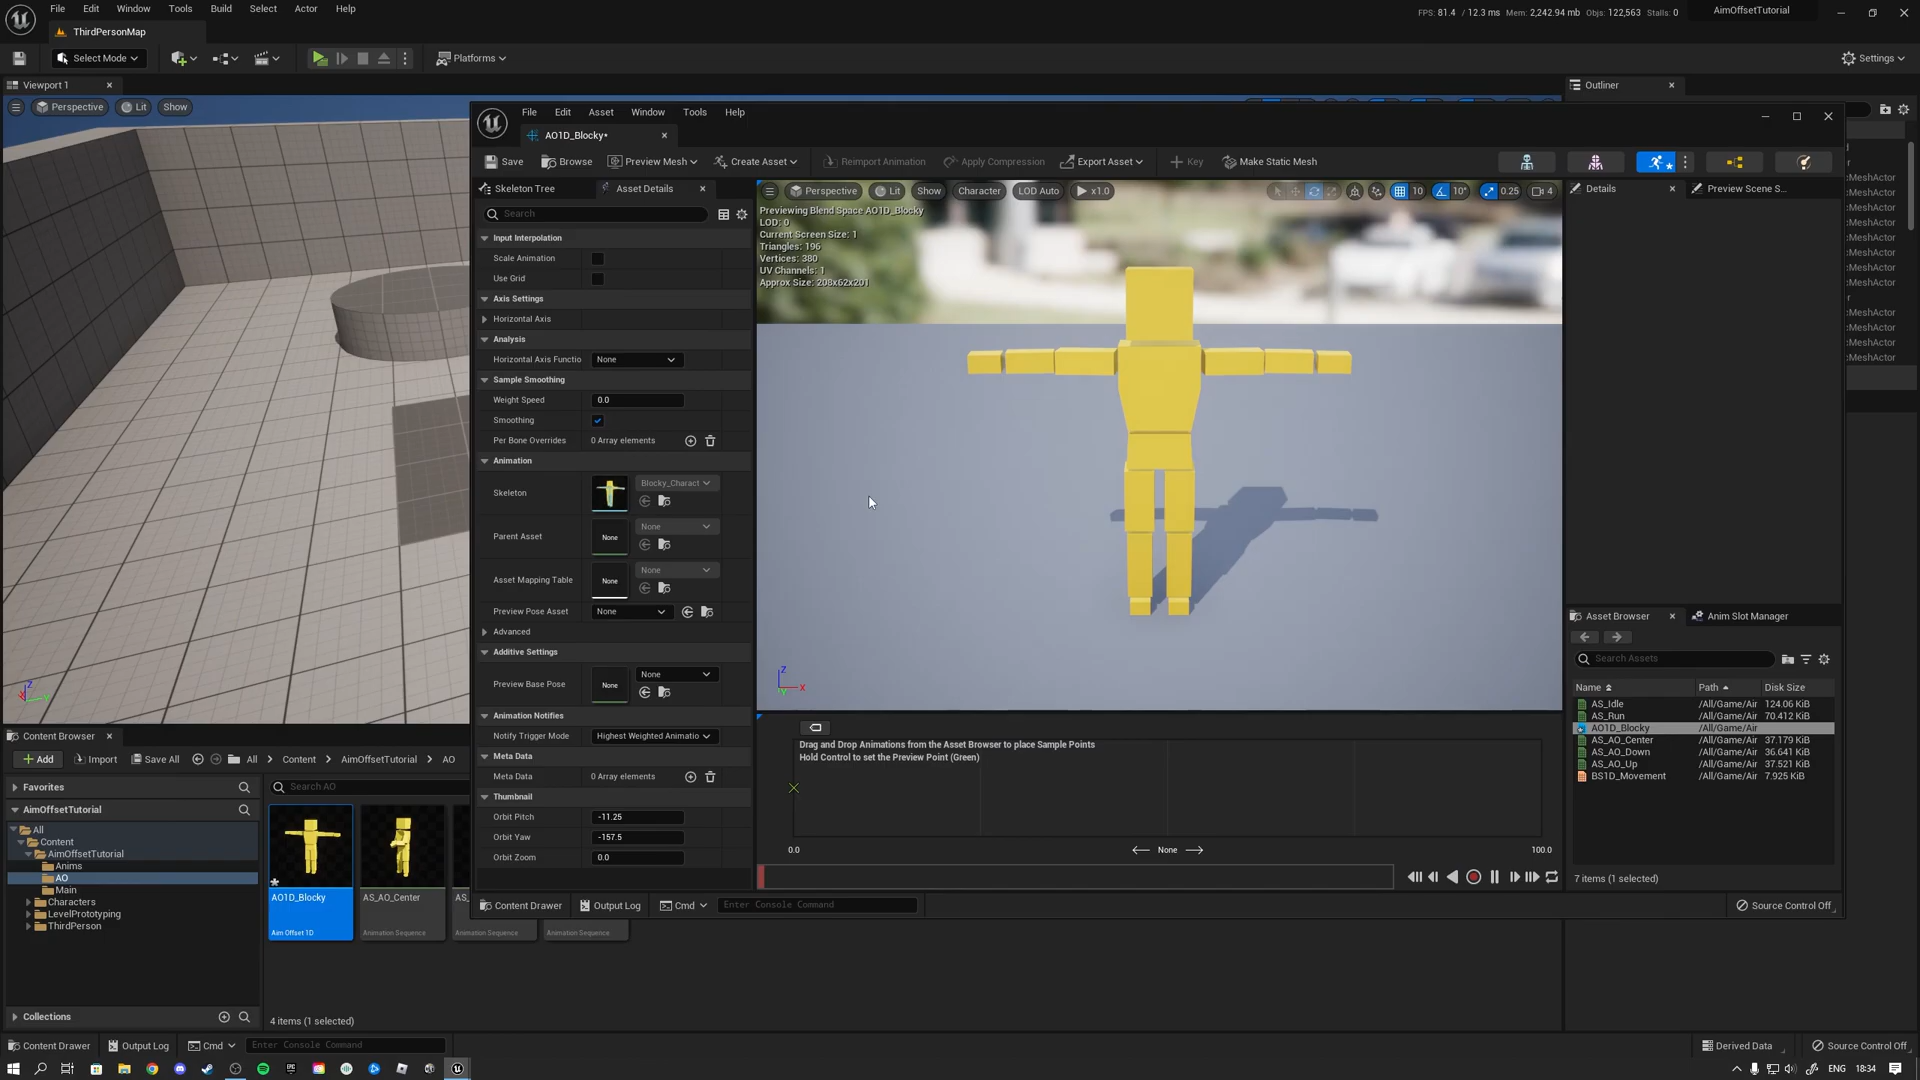 File Edit Window Tools Build Select Actor Help
FPS: 81.4 / 12.3 ms Mem: 2,242.94 mb Objs: 122,563 Stalls: 0
AimOffsetTutorial
ThirdPersonMap
Select Mode
Platforms
Settings
Viewport 1
Outliner
Perspective Lit Show
File Edit Asset Window Tools Help
AO1D_Blocky*
Save Browse Preview Mesh Create Asset Reimport Animation Apply Compression Export Asset Key Make Static Mesh
Skeleton Tree Asset Details
Search
Input Interpolation
Scale Animation
Use Grid
Axis Settings
Horizontal Axis
Analysis
Horizontal Axis Functio None
Sample Smoothing
Weight Speed 0.0
Smoothing
Per Bone Overrides 0 Array elements
Animation
Skeleton Blocky_Charact
Parent Asset None None
Asset Mapping Table None None
Preview Pose Asset None
Advanced
Additive Settings
Preview Base Pose None None
Animation Notifies
Notify Trigger Mode Highest Weighted Animatio
Meta Data
Meta Data 0 Array elements
Thumbnail
Orbit Pitch -11.25
Orbit Yaw -157.5
Orbit Zoom 0.0
Perspective Lit Show Character LOD Auto x1.0 10 10° 0.25 4
Previewing Blend Space AO1D_Blocky
LOD: 0
Current Screen Size: 1
Triangles: 196
Vertices: 380
UV Channels: 1
Approx Size: 208x62x201
Z
X
Y
Drag and Drop Animations from the Asset Browser to place Sample Points
Hold Control to set the Preview Point (Green)
0.0 None 100.0
Details Preview Scene S...
:MeshActor
:MeshActor
:MeshActor
:MeshActor
:MeshActor
:MeshActor
:MeshActor
:MeshActor
:MeshActor
:MeshActor
Asset Browser Anim Slot Manager
Search Assets
Name Path Disk Size
AS_Idle /All/Game/Air 124.06 KiB
AS_Run /All/Game/Air 70.412 KiB
AO1D_Blocky /All/Game/Air
AS_AO_Center /All/Game/Air 37.179 KiB
AS_AO_Down /All/Game/Air 36.641 KiB
AS_AO_Up /All/Game/Air 37.521 KiB
BS1D_Movement /All/Game/Air 7.925 KiB
7 items (1 selected)
Content Drawer Output Log Cmd Enter Console Command
Source Control Off
Content Browser
Add Import Save All All Content AimOffsetTutorial AO
Favorites
Search AO
AimOffsetTutorial
All
Content
AimOffsetTutorial
Anims
AO
Main
Characters
LevelPrototyping
ThirdPerson
Collections
AO1D_Blocky
Aim Offset 1D
AS_AO_Center
Animation Sequence
AS_
Animation Sequence
Animation Sequence
4 items (1 selected)
Content Drawer Output Log Cmd Enter Console Command
Derived Data Source Control Off
ENG 18:34